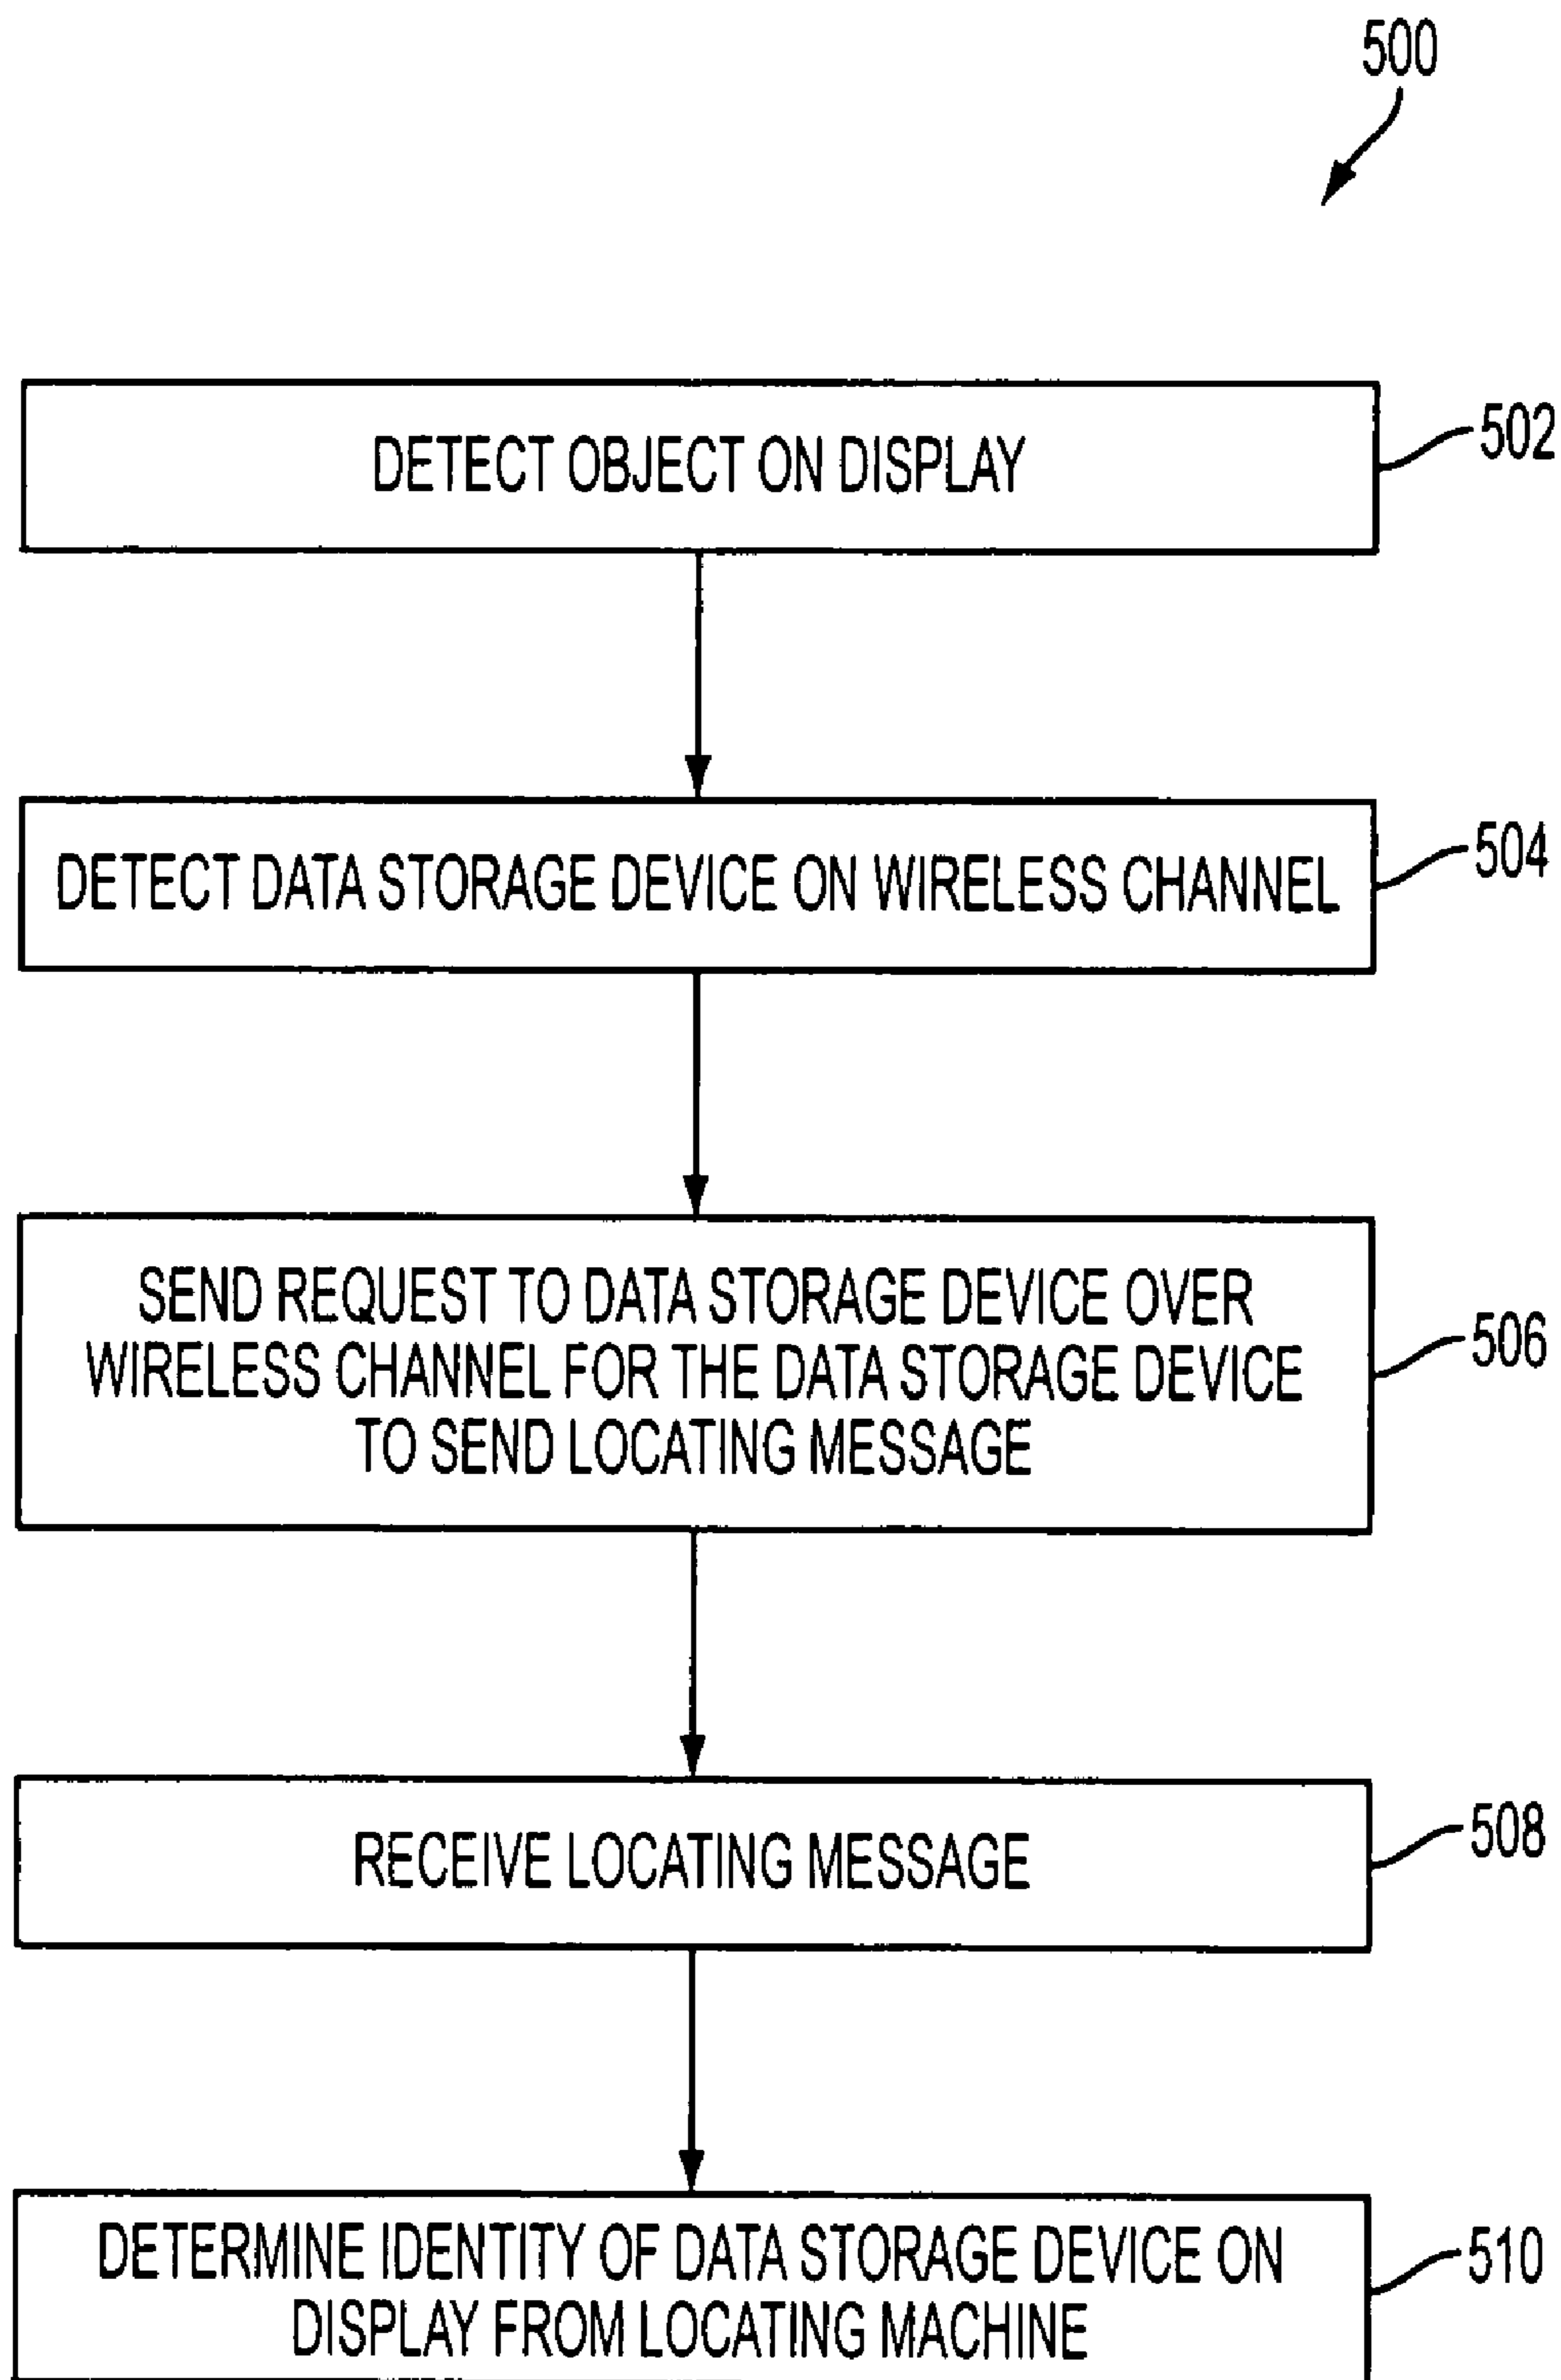 500
DETECT OBJECT ON DISPLAY
502
DETECT DATA STORAGE DEVICE ON WIRELESS CHANNEL
504
SEND REQUEST TO DATA STORAGE DEVICE OVER
WIRELESS CHANNEL FOR THE DATA STORAGE DEVICE
TO SEND LOCATING MESSAGE
506
RECEIVE LOCATING MESSAGE
508
DETERMINE IDENTITY OF DATA STORAGE DEVICE ON
DISPLAY FROM LOCATING MACHINE
510